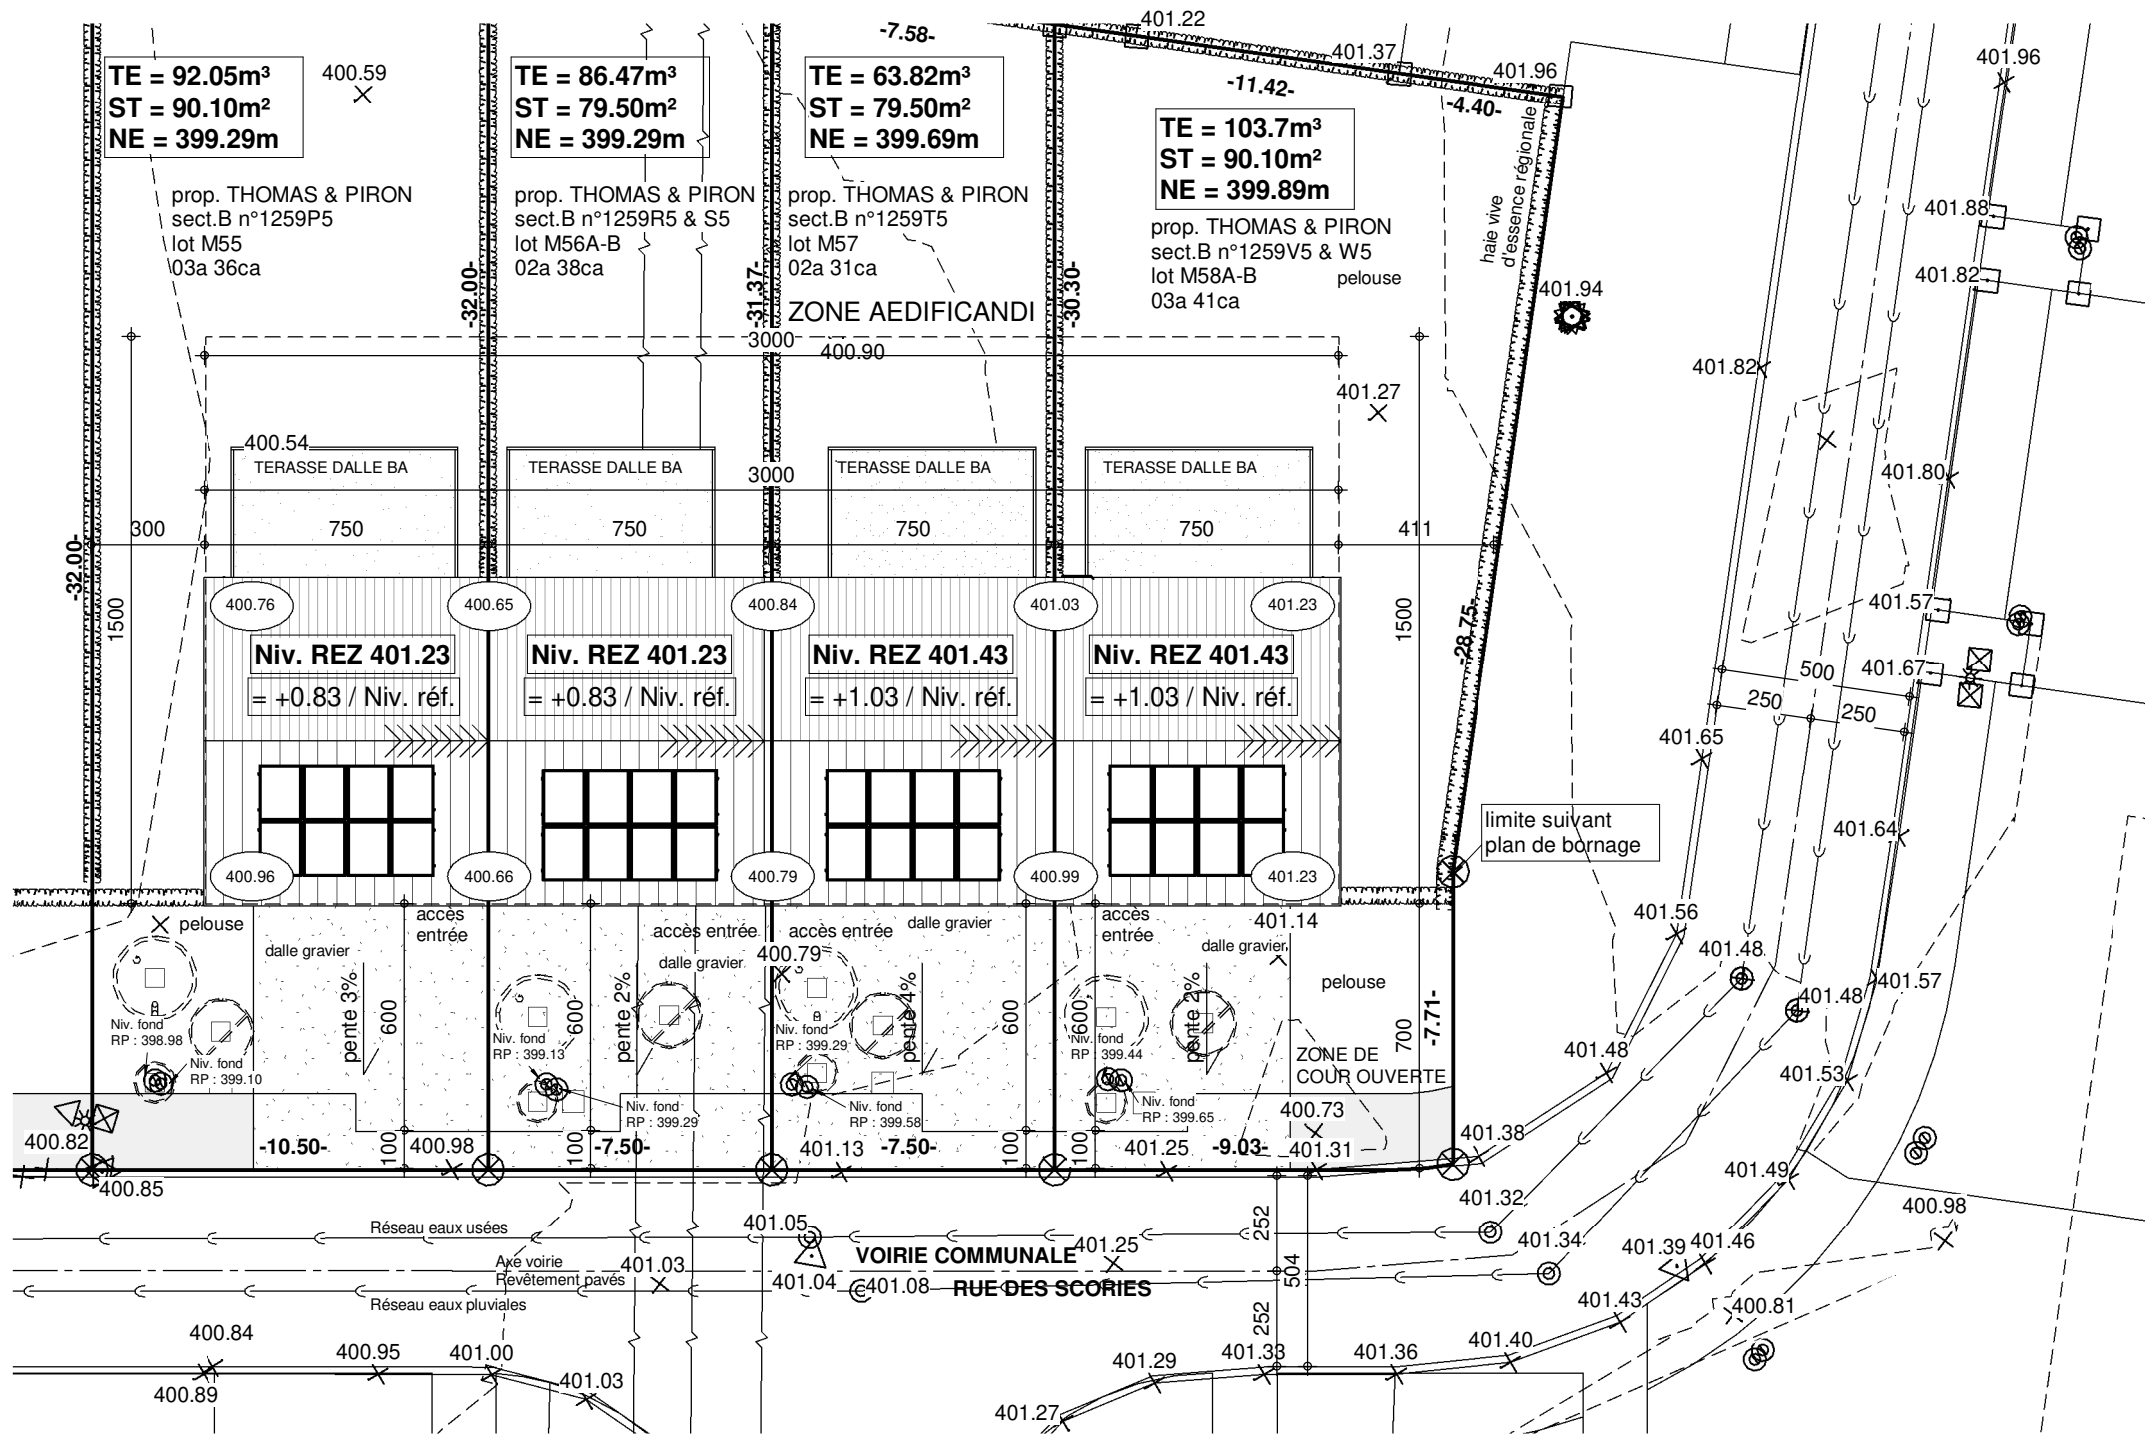 401.22
-7.58-
401.37
401.96
-11.42-
-4.40-
401.96
TE = 92.05m³
ST = 90.10m²
NE = 399.29m
400.59
TE = 86.47m³
ST = 79.50m²
NE = 399.29m
TE = 63.82m³
ST = 79.50m²
NE = 399.69m
TE = 103.7m³
ST = 90.10m²
NE = 399.89m
prop. THOMAS & PIRON
sect.B n°1259P5
lot M55
03a 36ca
prop. THOMAS & PIRON
sect.B n°1259R5 & S5
lot M56A-B
02a 38ca
prop. THOMAS & PIRON
sect.B n°1259T5
lot M57
02a 31ca
prop. THOMAS & PIRON
sect.B n°1259V5 & W5
lot M58A-B
03a 41ca
pelouse
haie vive
d'essence régionale
401.88
401.82
401.94
-32.00-
-31.37-
-30.30-
ZONE AEDIFICANDI
3000
400.90
401.82
401.27
400.54
TERASSE DALLE BA
TERASSE DALLE BA
TERASSE DALLE BA
TERASSE DALLE BA
3000
401.80
300
750
750
750
750
411
-32.00-
1500
1500
-28.75-
400.76
400.65
400.84
401.03
401.23
401.57
Niv. REZ 401.23
Niv. REZ 401.23
Niv. REZ 401.43
Niv. REZ 401.43
= +0.83 / Niv. réf.
= +0.83 / Niv. réf.
= +1.03 / Niv. réf.
= +1.03 / Niv. réf.
401.67
500
250
250
401.65
limite suivant
plan de bornage
401.64
400.96
400.66
400.79
400.99
401.23
pelouse
dalle gravier
accès
entrée
accès entrée
dalle gravier
accès entrée
dalle gravier
400.79
accès
entrée
401.14
dalle gravier
pelouse
401.56
401.48
401.57
401.48
G
G
G
Niv. fond
RP : 398.98
Niv. fond
RP : 399.10
pente 3%
600
Niv. fond
RP : 399.13
600
pente 2%
Niv. fond
RP : 399.29
Niv. fond
RP : 399.29
pente 4%
Niv. fond
RP : 399.58
600
600
Niv. fond
RP : 399.44
pente 2%
Niv. fond
RP : 399.65
ZONE DE
COUR OUVERTE
700
-7.71-
401.48
401.53
400.73
400.82
-10.50-
100
400.98
100
-7.50-
401.13
-7.50-
100
100
401.25
-9.03-
401.31
401.38
401.49
400.85
401.32
400.98
Réseau eaux usées
401.05
VOIRIE COMMUNALE
401.25
252
401.34
401.39
401.46
Axe voirie
Revêtement pavés
401.03
401.04
401.08
RUE DES SCORIES
504
Réseau eaux pluviales
252
401.43
400.81
400.84
400.95
401.00
401.29
401.33
401.36
401.40
400.89
401.03
401.27